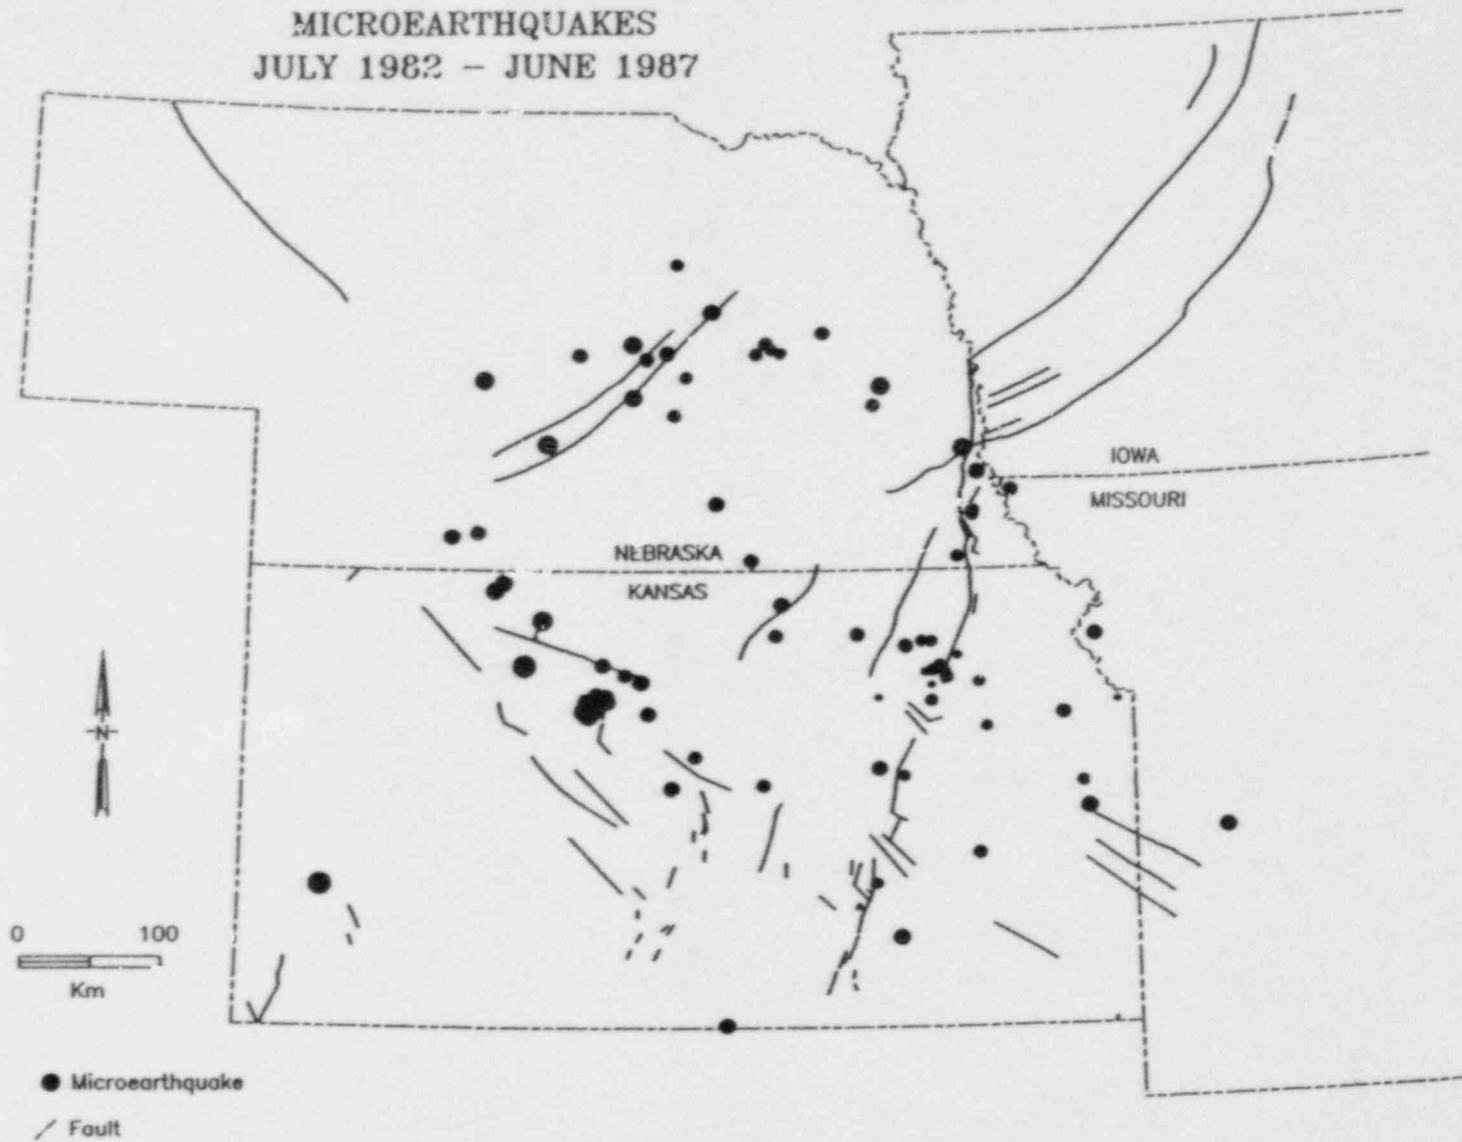 MICROEARTHQUAKES
JULY 1982 - JUNE 1987
IOWA
MISSOURI
NEBRASKA
KANSAS
N
0 100
Km
Microearthquake
Fault